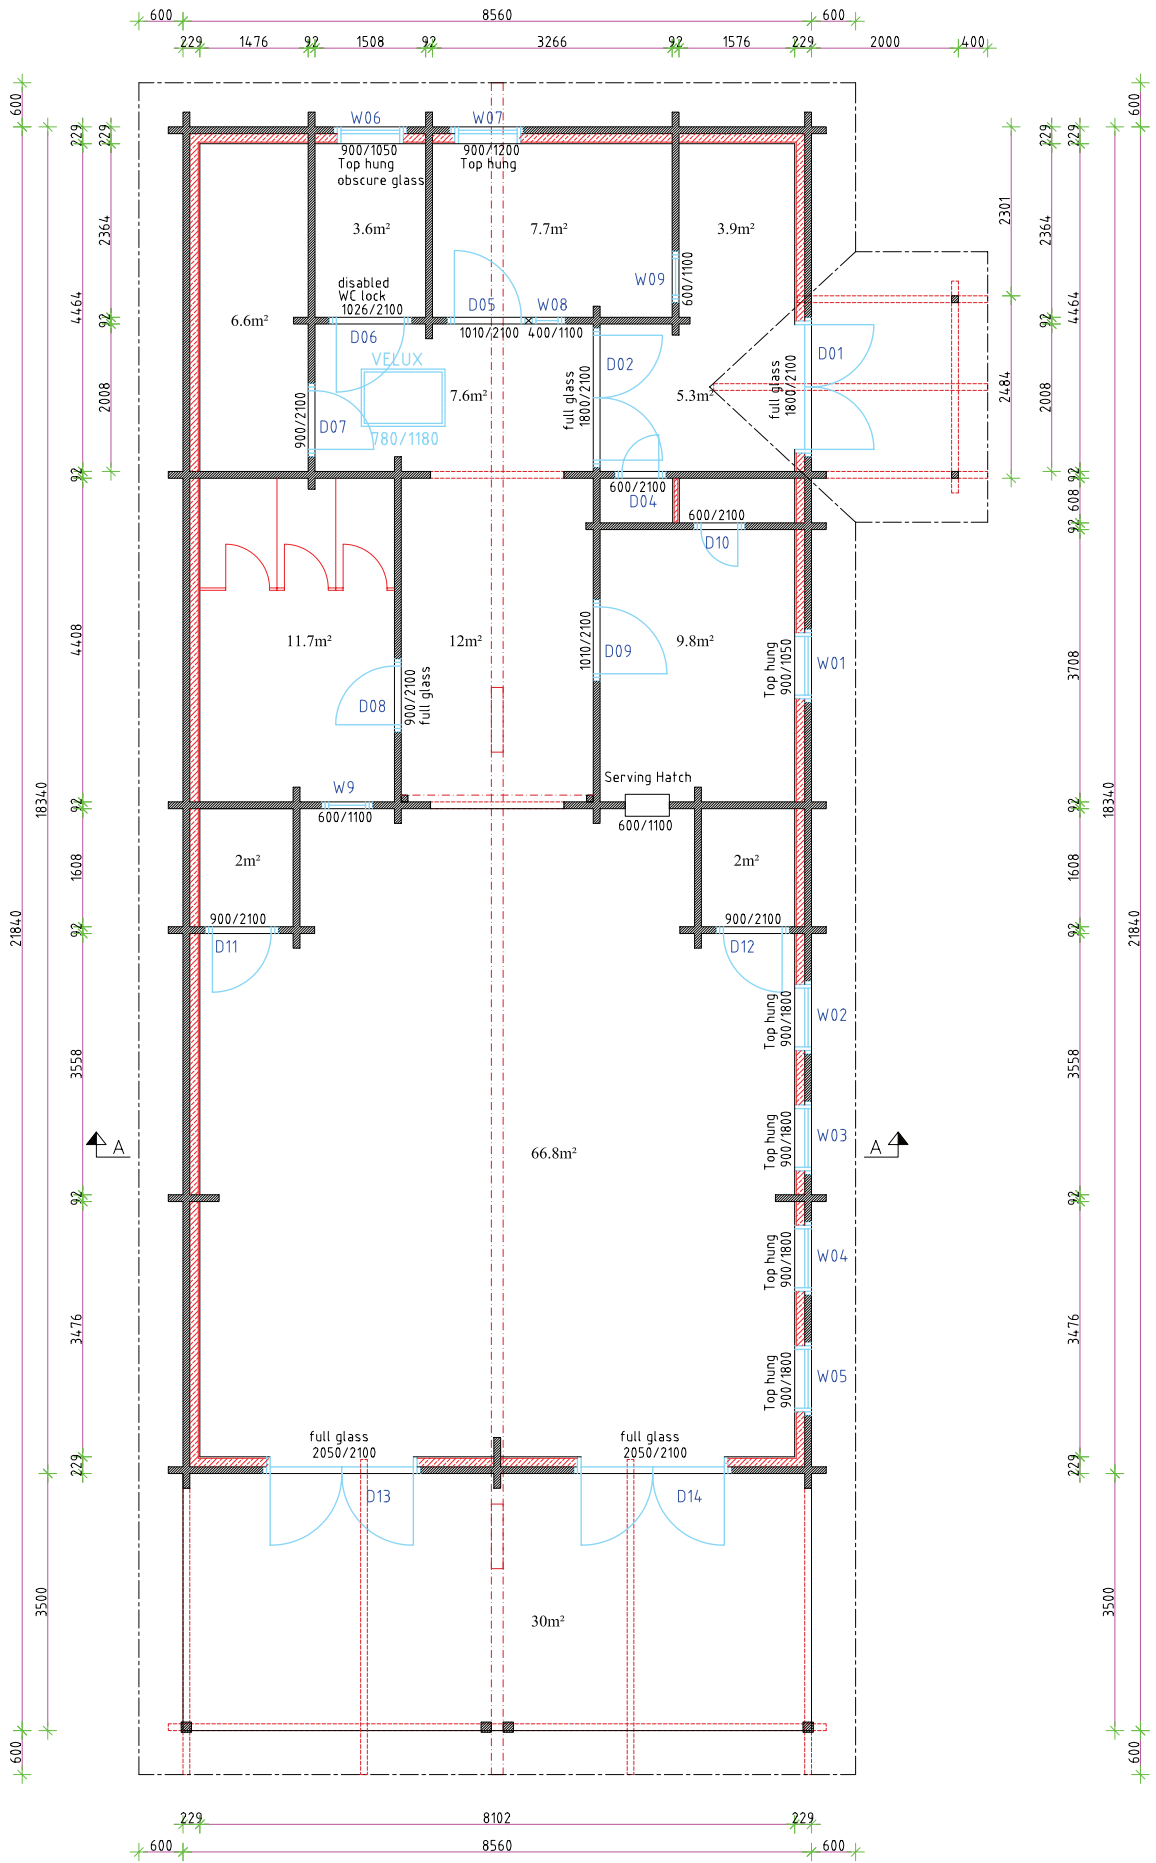 600 8560 600
229 1476 92 1508 92 3266 92 1576 229 2000 400
600
600
W06 W07
229 229 229 229
900/1050 900/1200
Top hung Top hung
obscure glass
2301
2364 3.6m² 7.7m² 3.9m² 2364
W09 600/1100
disabled
WC lock
1026/2100
D05 W08
4464 92 6.6m² 1010/2100 400/1100 92 4464
D06
VELUX
D02 D01
full glass
1800/2100
full glass
1800/2100
2008 7.6m² 5.3m² 2484 2008
900/2100 D07
780/1180
92 92
600/2100
D04 608
600/2100
92
D10
4408 11.7m² 12m² 1010/2100 D09 9.8m² 3708
Top hung
900/1050
W01
D08 900/2100
full glass
Serving Hatch
W9
600/1100 600/1100
92 18340 92 18340
2m² 2m²
1608 1608
21840 900/2100 900/2100 21840
92 92
D11 D12
Top hung
900/1800
W02
3558 3558
Top hung
900/1800
W03
A A
66.8m²
92 92
Top hung
900/1800
W04
3476 3476
Top hung
900/1800
W05
full glass full glass
2050/2100 2050/2100
229 229
D13 D14
3500 3500
30m²
600 600
229 8102 229
600 8560 600